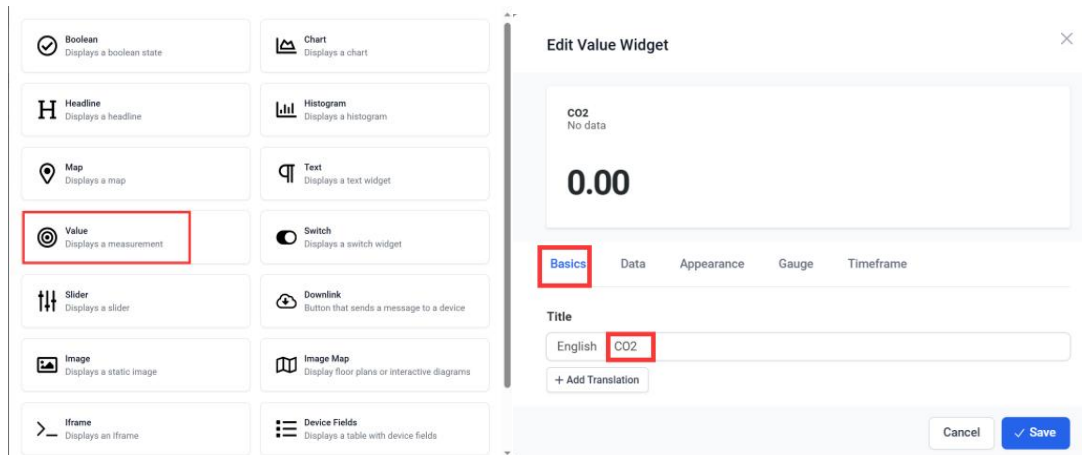 Boolean
Displays a boolean state
Chart
Displays a chart
Headline
Displays a headline
Histogram
Displays a histogram
Map
Displays a map
Text
Displays a text widget
Value
Displays a measurement
Switch
Displays a switch widget
Slider
Displays a slider
Downlink
Button that sends a message to a device
Image
Displays a static image
Image Map
Display floor plans or interactive diagrams
Iframe
Displays an Iframe
Device Fields
Displays a table with device fields
Edit Value Widget
CO2
No data
0.00
Basics Data Appearance Gauge Timeframe
Title
English CO2
+ Add Translation
Cancel Save